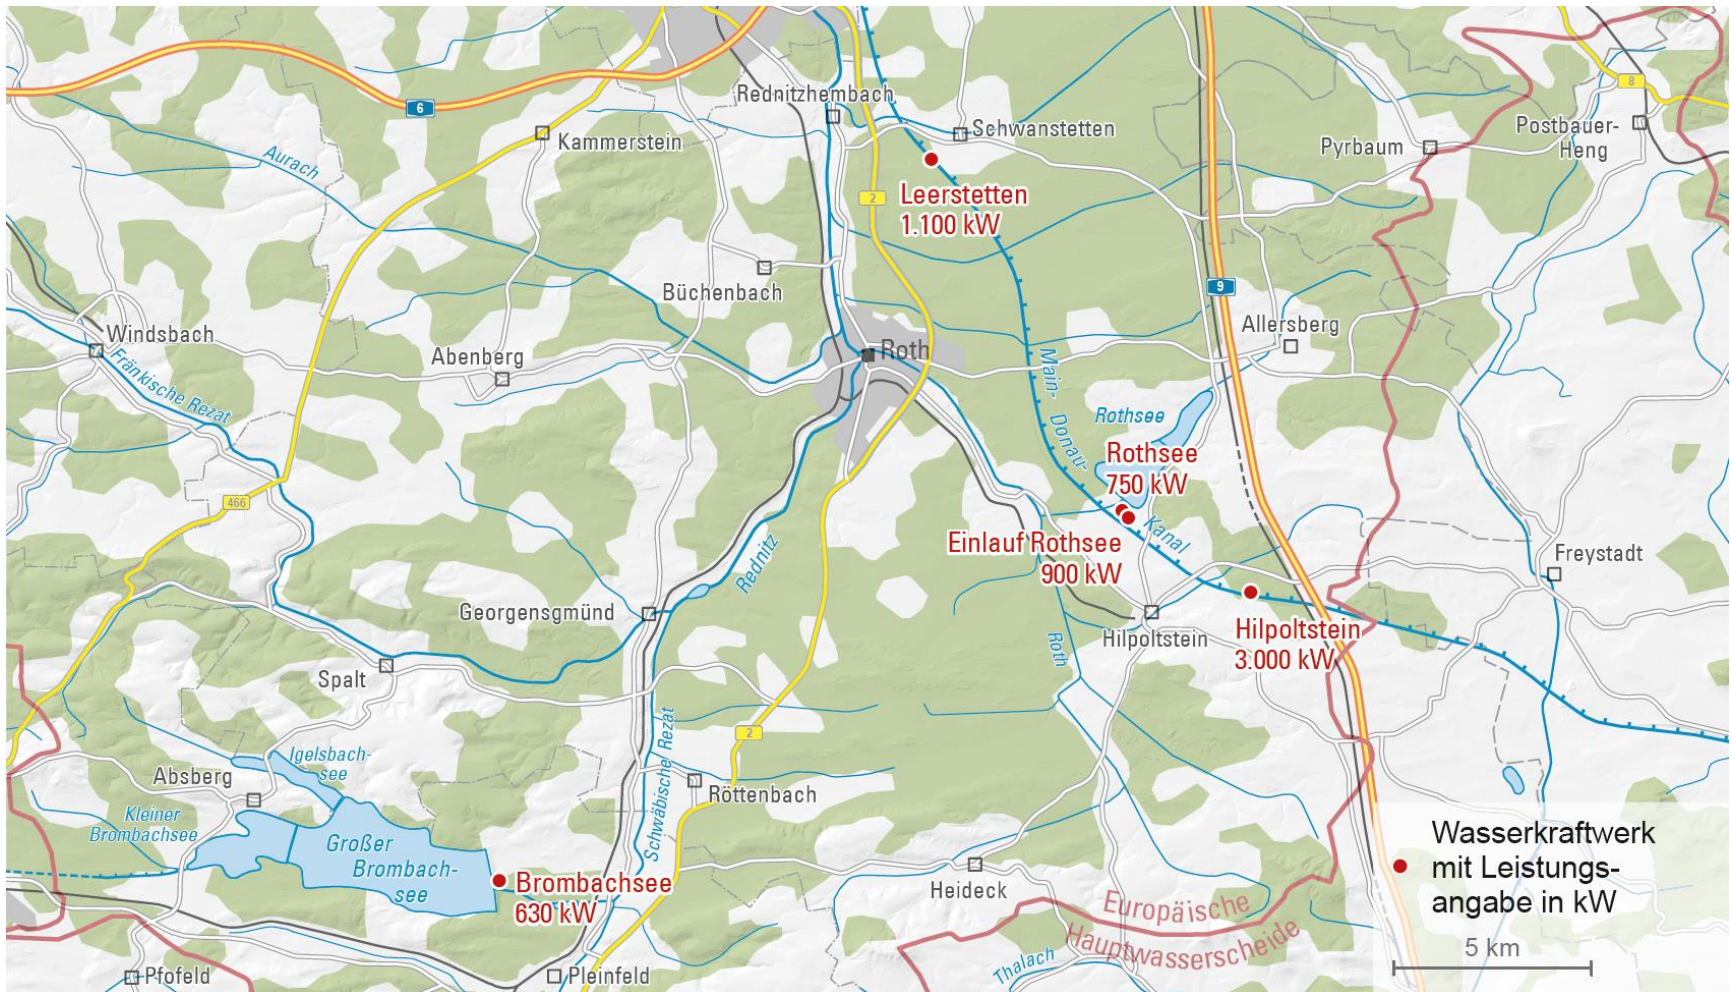 6
Rednitzhembach
Kammerstein
Schwanstetten
8
Postbauer-
Heng
Pyrbaum
Aurach
2
Leerstetten
1.100 kW
Büchenbach
9
Windsbach
Allersberg
Abenberg
Roth
Fränkische Rezat
Main-
Donau-
Kanal
Rothsee
Rothsee
750 kW
466
Einlauf Rothsee
900 kW
Freystadt
Rednitz
Georgensgmünd
Hilpoltstein
Hilpoltstein
3.000 kW
Roth
Spalt
2
Schwäbische Rezat
Igelsbach-
see
Absberg
Röttenbach
Kleiner
Brombachsee
Großer
Brombach-
see
Brombachsee
630 kW
Heideck
Europäische
Hauptwasserscheide
Thalach
Pfofeld
Pleinfeld
Wasserkraftwerk
mit Leistungs-
angabe in kW
5 km